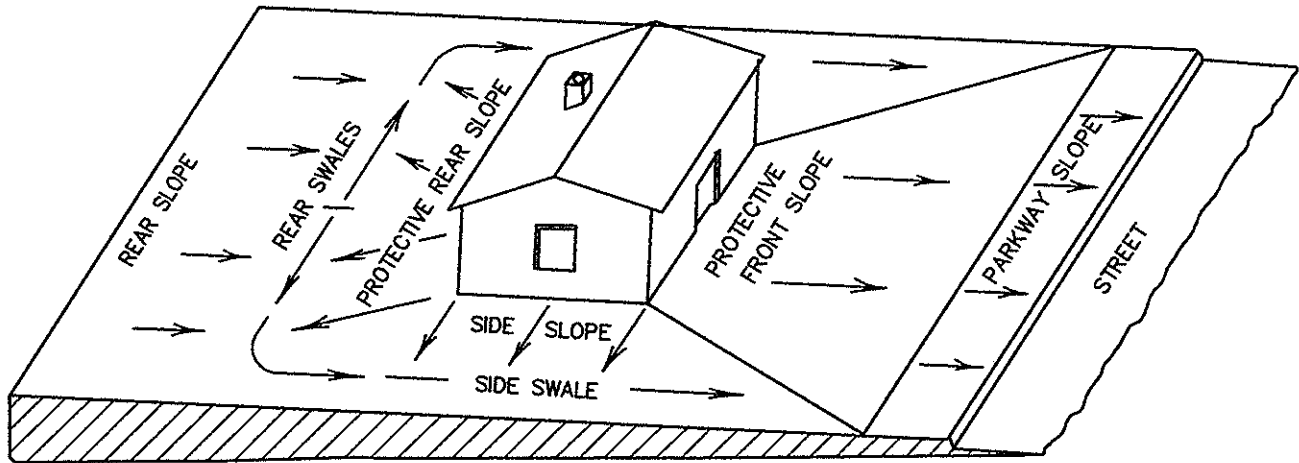 REAR SLOPE
REAR SWALES
PROTECTIVE REAR SLOPE
SIDE SLOPE
SIDE SWALE
PROTECTIVE
FRONT SLOPE
PARKWAY SLOPE
STREET